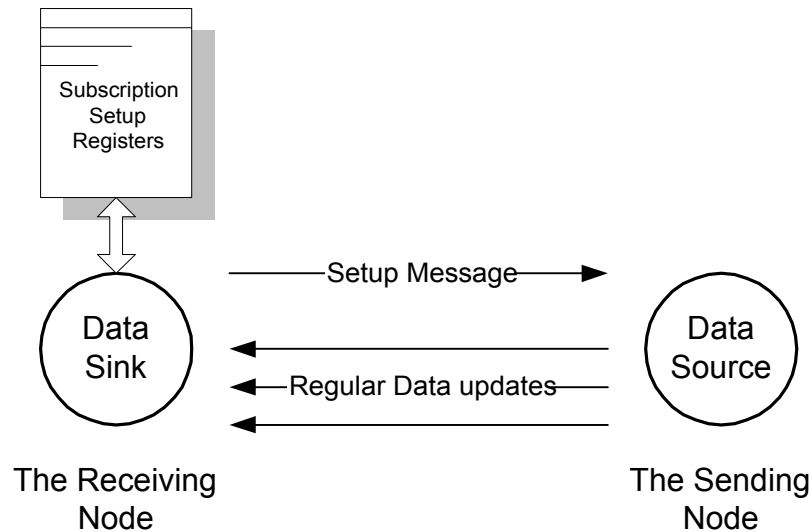 Subscription
Setup
Registers
Setup Message
Data
Sink
Data
Source
Regular Data updates
The Receiving
Node
The Sending
Node